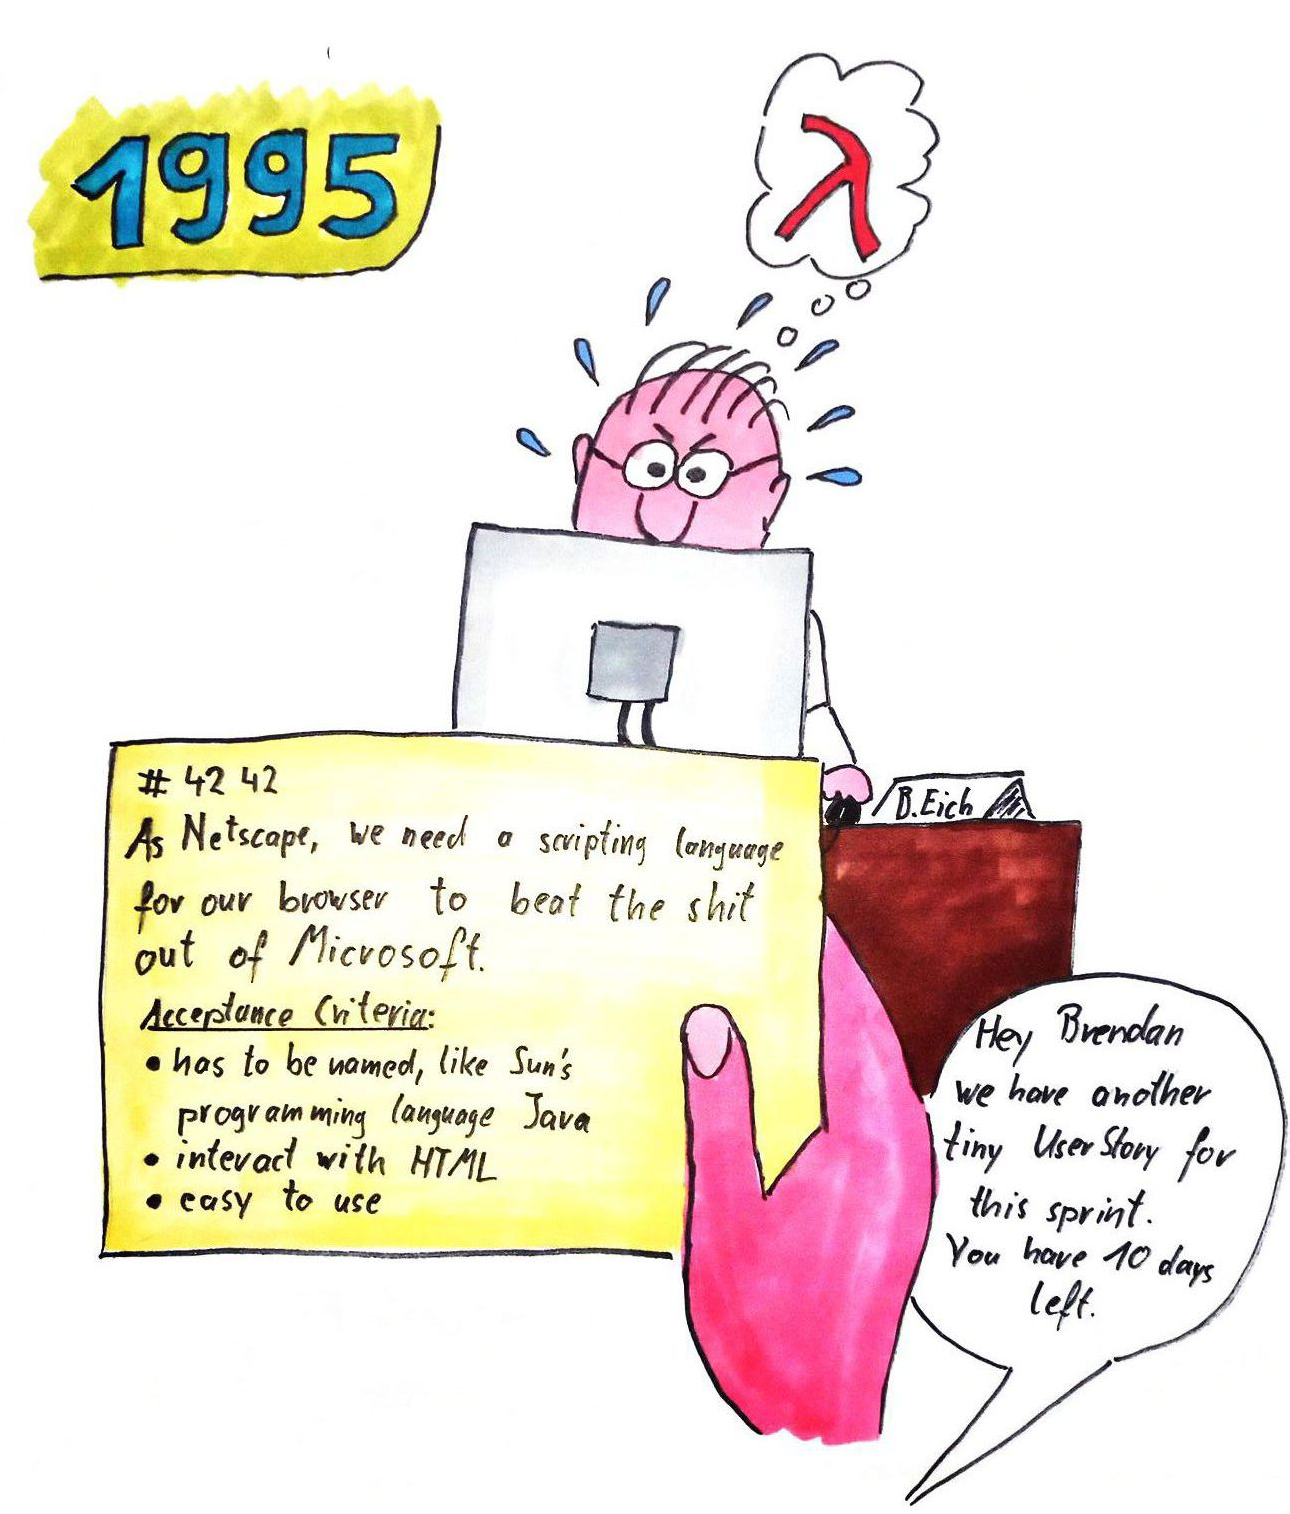 1995
λ
B.Eich
# 42 42
As Netscape, we need a scripting language
for our browser to beat the shit
out of Microsoft.
Acceptance Criteria:
• has to be named, like Sun's
programming language Java
• interact with HTML
• easy to use
Hey Brendan
we have another
tiny User Story for
this sprint.
You have 10 days
left.